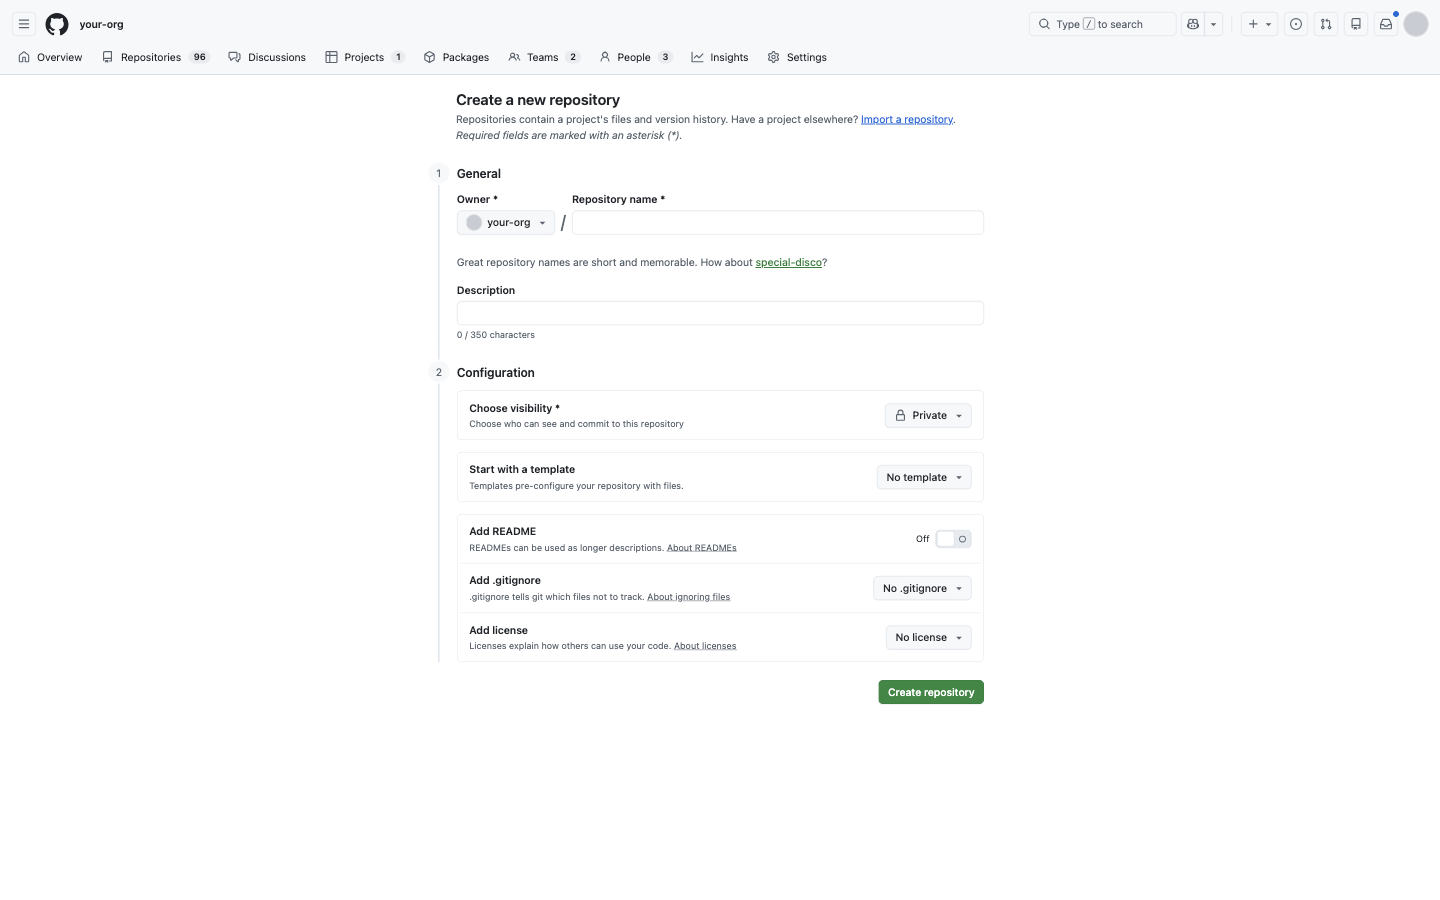 your-org
Type / to search
Overview
Repositories 96
Discussions
Projects 1
Packages
Teams 2
People 3
Insights
Settings
Create a new repository
Repositories contain a project's files and version history. Have a project elsewhere? Import a repository.
Required fields are marked with an asterisk (*).
1 General
Owner *
Repository name *
your-org
/
Great repository names are short and memorable. How about special-disco?
Description
0 / 350 characters
2 Configuration
Choose visibility *
Choose who can see and commit to this repository
Private
Start with a template
Templates pre-configure your repository with files.
No template
Add README
READMEs can be used as longer descriptions. About READMEs
Off
Add .gitignore
.gitignore tells git which files not to track. About ignoring files
No .gitignore
Add license
Licenses explain how others can use your code. About licenses
No license
Create repository